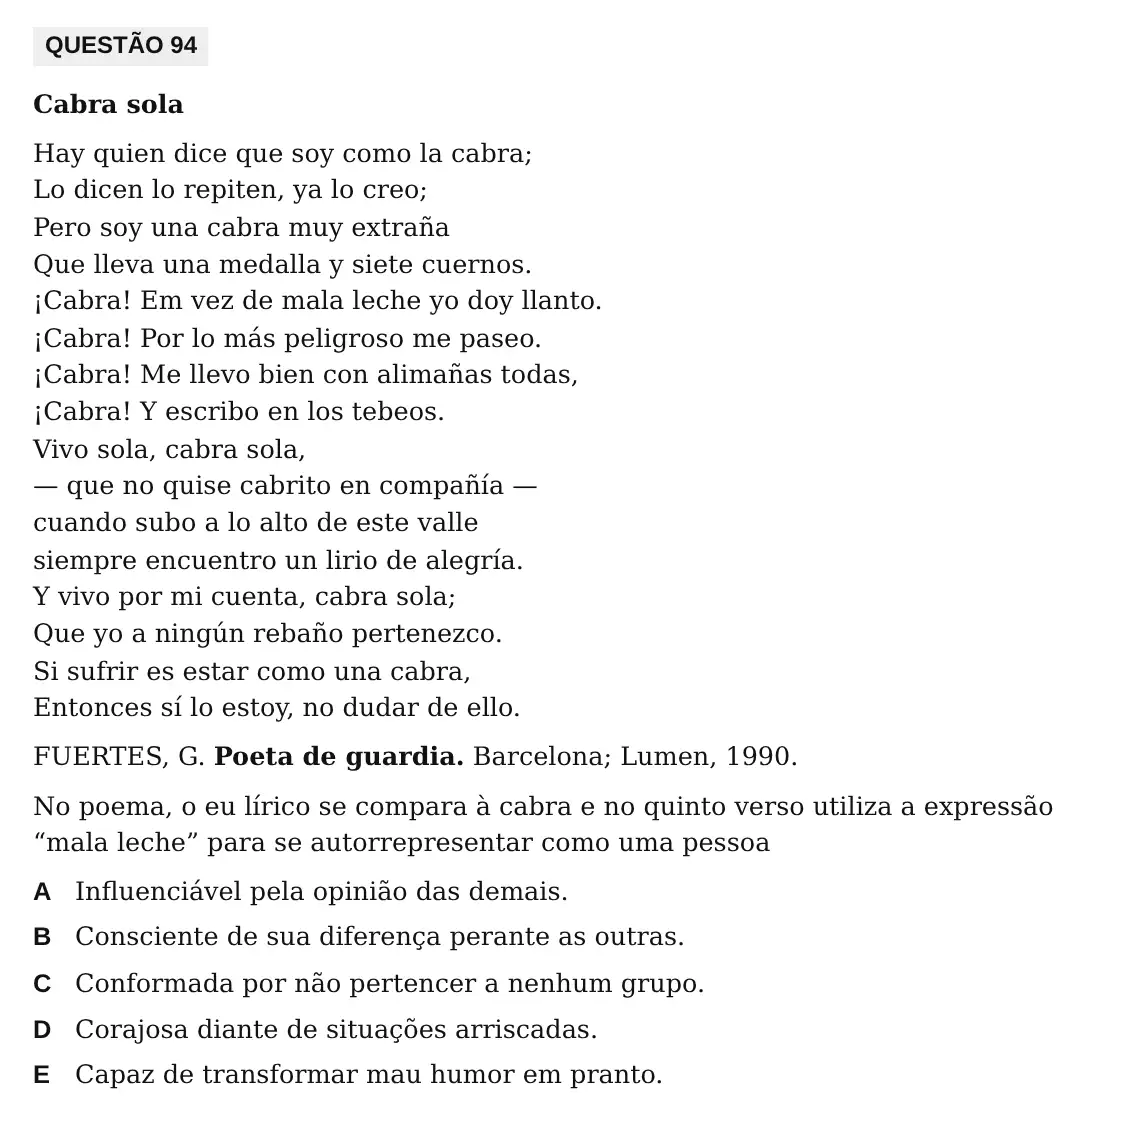 QUESTÃO 94
Cabra sola
Hay quien dice que soy como la cabra;
Lo dicen lo repiten, ya lo creo;
Pero soy una cabra muy extraña
Que lleva una medalla y siete cuernos.
¡Cabra! Em vez de mala leche yo doy llanto.
¡Cabra! Por lo más peligroso me paseo.
¡Cabra! Me llevo bien con alimañas todas,
¡Cabra! Y escribo en los tebeos.
Vivo sola, cabra sola,
— que no quise cabrito en compañía —
cuando subo a lo alto de este valle
siempre encuentro un lirio de alegría.
Y vivo por mi cuenta, cabra sola;
Que yo a ningún rebaño pertenezco.
Si sufrir es estar como una cabra,
Entonces sí lo estoy, no dudar de ello.
FUERTES, G. Poeta de guardia. Barcelona; Lumen, 1990.
No poema, o eu lírico se compara à cabra e no quinto verso utiliza a expressão
“mala leche” para se autorrepresentar como uma pessoa
A Influenciável pela opinião das demais.
B Consciente de sua diferença perante as outras.
C Conformada por não pertencer a nenhum grupo.
D Corajosa diante de situações arriscadas.
E Capaz de transformar mau humor em pranto.